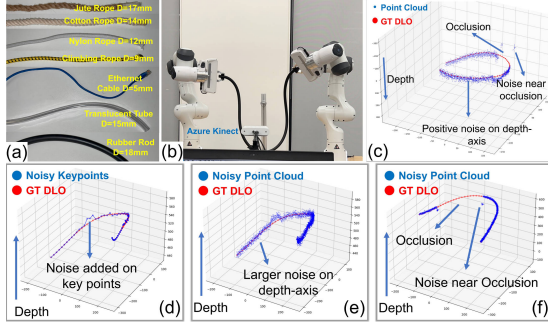 Jute Rope D=17mm
Cotton Rope D=14mm
Nylon Rope D=12mm
Climbing Rope D=9mm
Ethernet
Cable D=5mm
Translucent Tube
D=15mm
Rubber Rod
D=18mm
(a)
Azure Kinect
(b)
Point Cloud
GT DLO
Occlusion
Depth
Noise near
occlusion
Positive noise on depth-
axis
(c)
Noisy Keypoints
GT DLO
Noise added on
key points
Depth
(d)
Noisy Point Cloud
GT DLO
Larger noise on
depth-axis
Depth
(e)
Noisy Point Cloud
GT DLO
Occlusion
Noise near Occlusion
Depth
(f)